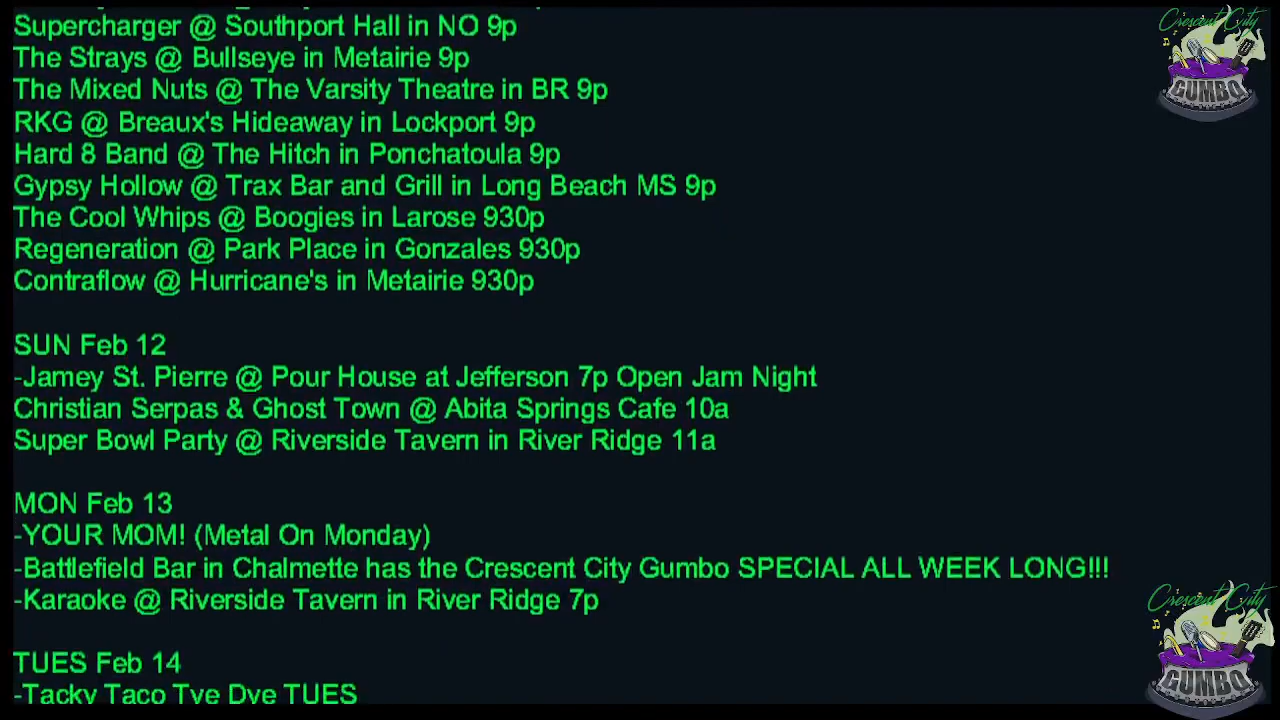 Supercharger @ Southport Hall in NO 9p
The Strays @ Bullseye in Metairie 9p
The Mixed Nuts @ The Varsity Theatre in BR 9p
RKG @ Breaux's Hideaway in Lockport 9p
Hard 8 Band @ The Hitch in Ponchatoula 9p
Gypsy Hollow @ Trax Bar and Grill in Long Beach MS 9p
The Cool Whips @ Boogies in Larose 930p
Regeneration @ Park Place in Gonzales 930p
Contraflow @ Hurricane's in Metairie 930p
SUN Feb 12
-Jamey St. Pierre @ Pour House at Jefferson 7p Open Jam Night
Christian Serpas & Ghost Town @ Abita Springs Cafe 10a
Super Bowl Party @ Riverside Tavern in River Ridge 11a
MON Feb 13
-YOUR MOM! (Metal On Monday)
-Battlefield Bar in Chalmette has the Crescent City Gumbo SPECIAL ALL WEEK LONG!!!
-Karaoke @ Riverside Tavern in River Ridge 7p
TUES Feb 14
-Tacky Taco Tye Dye TUES
Crescent City
GUMBO
Crescent City
GUMBO